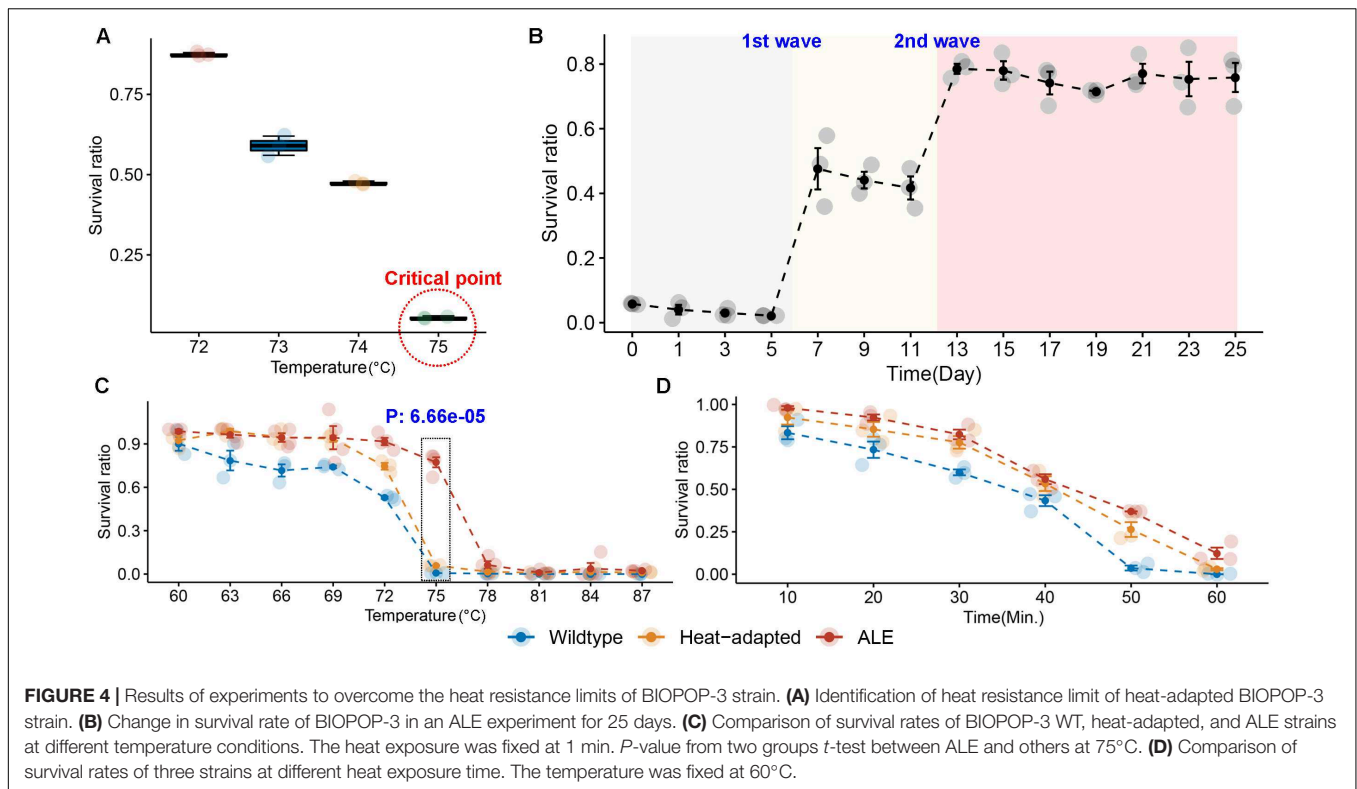 A
Survival ratio
0.75
0.50
0.25
Critical point
72 73 74 75
Temperature(°C)
B
1st wave 2nd wave
Survival ratio
0.8
0.6
0.4
0.2
0.0
0 1 3 5 7 9 11 13 15 17 19 21 23 25
Time(Day)
C
P: 6.66e-05
Survival ratio
0.9
0.6
0.3
0.0
60 63 66 69 72 75 78 81 84 87
Temperature(°C)
D
Survival ratio
1.00
0.75
0.50
0.25
0.00
10 20 30 40 50 60
Time(Min.)
Wildtype Heat-adapted ALE
FIGURE 4 | Results of experiments to overcome the heat resistance limits of BIOPOP-3 strain. (A) Identification of heat resistance limit of heat-adapted BIOPOP-3
strain. (B) Change in survival rate of BIOPOP-3 in an ALE experiment for 25 days. (C) Comparison of survival rates of BIOPOP-3 WT, heat-adapted, and ALE strains
at different temperature conditions. The heat exposure was fixed at 1 min. P-value from two groups t-test between ALE and others at 75°C. (D) Comparison of
survival rates of three strains at different heat exposure time. The temperature was fixed at 60°C.